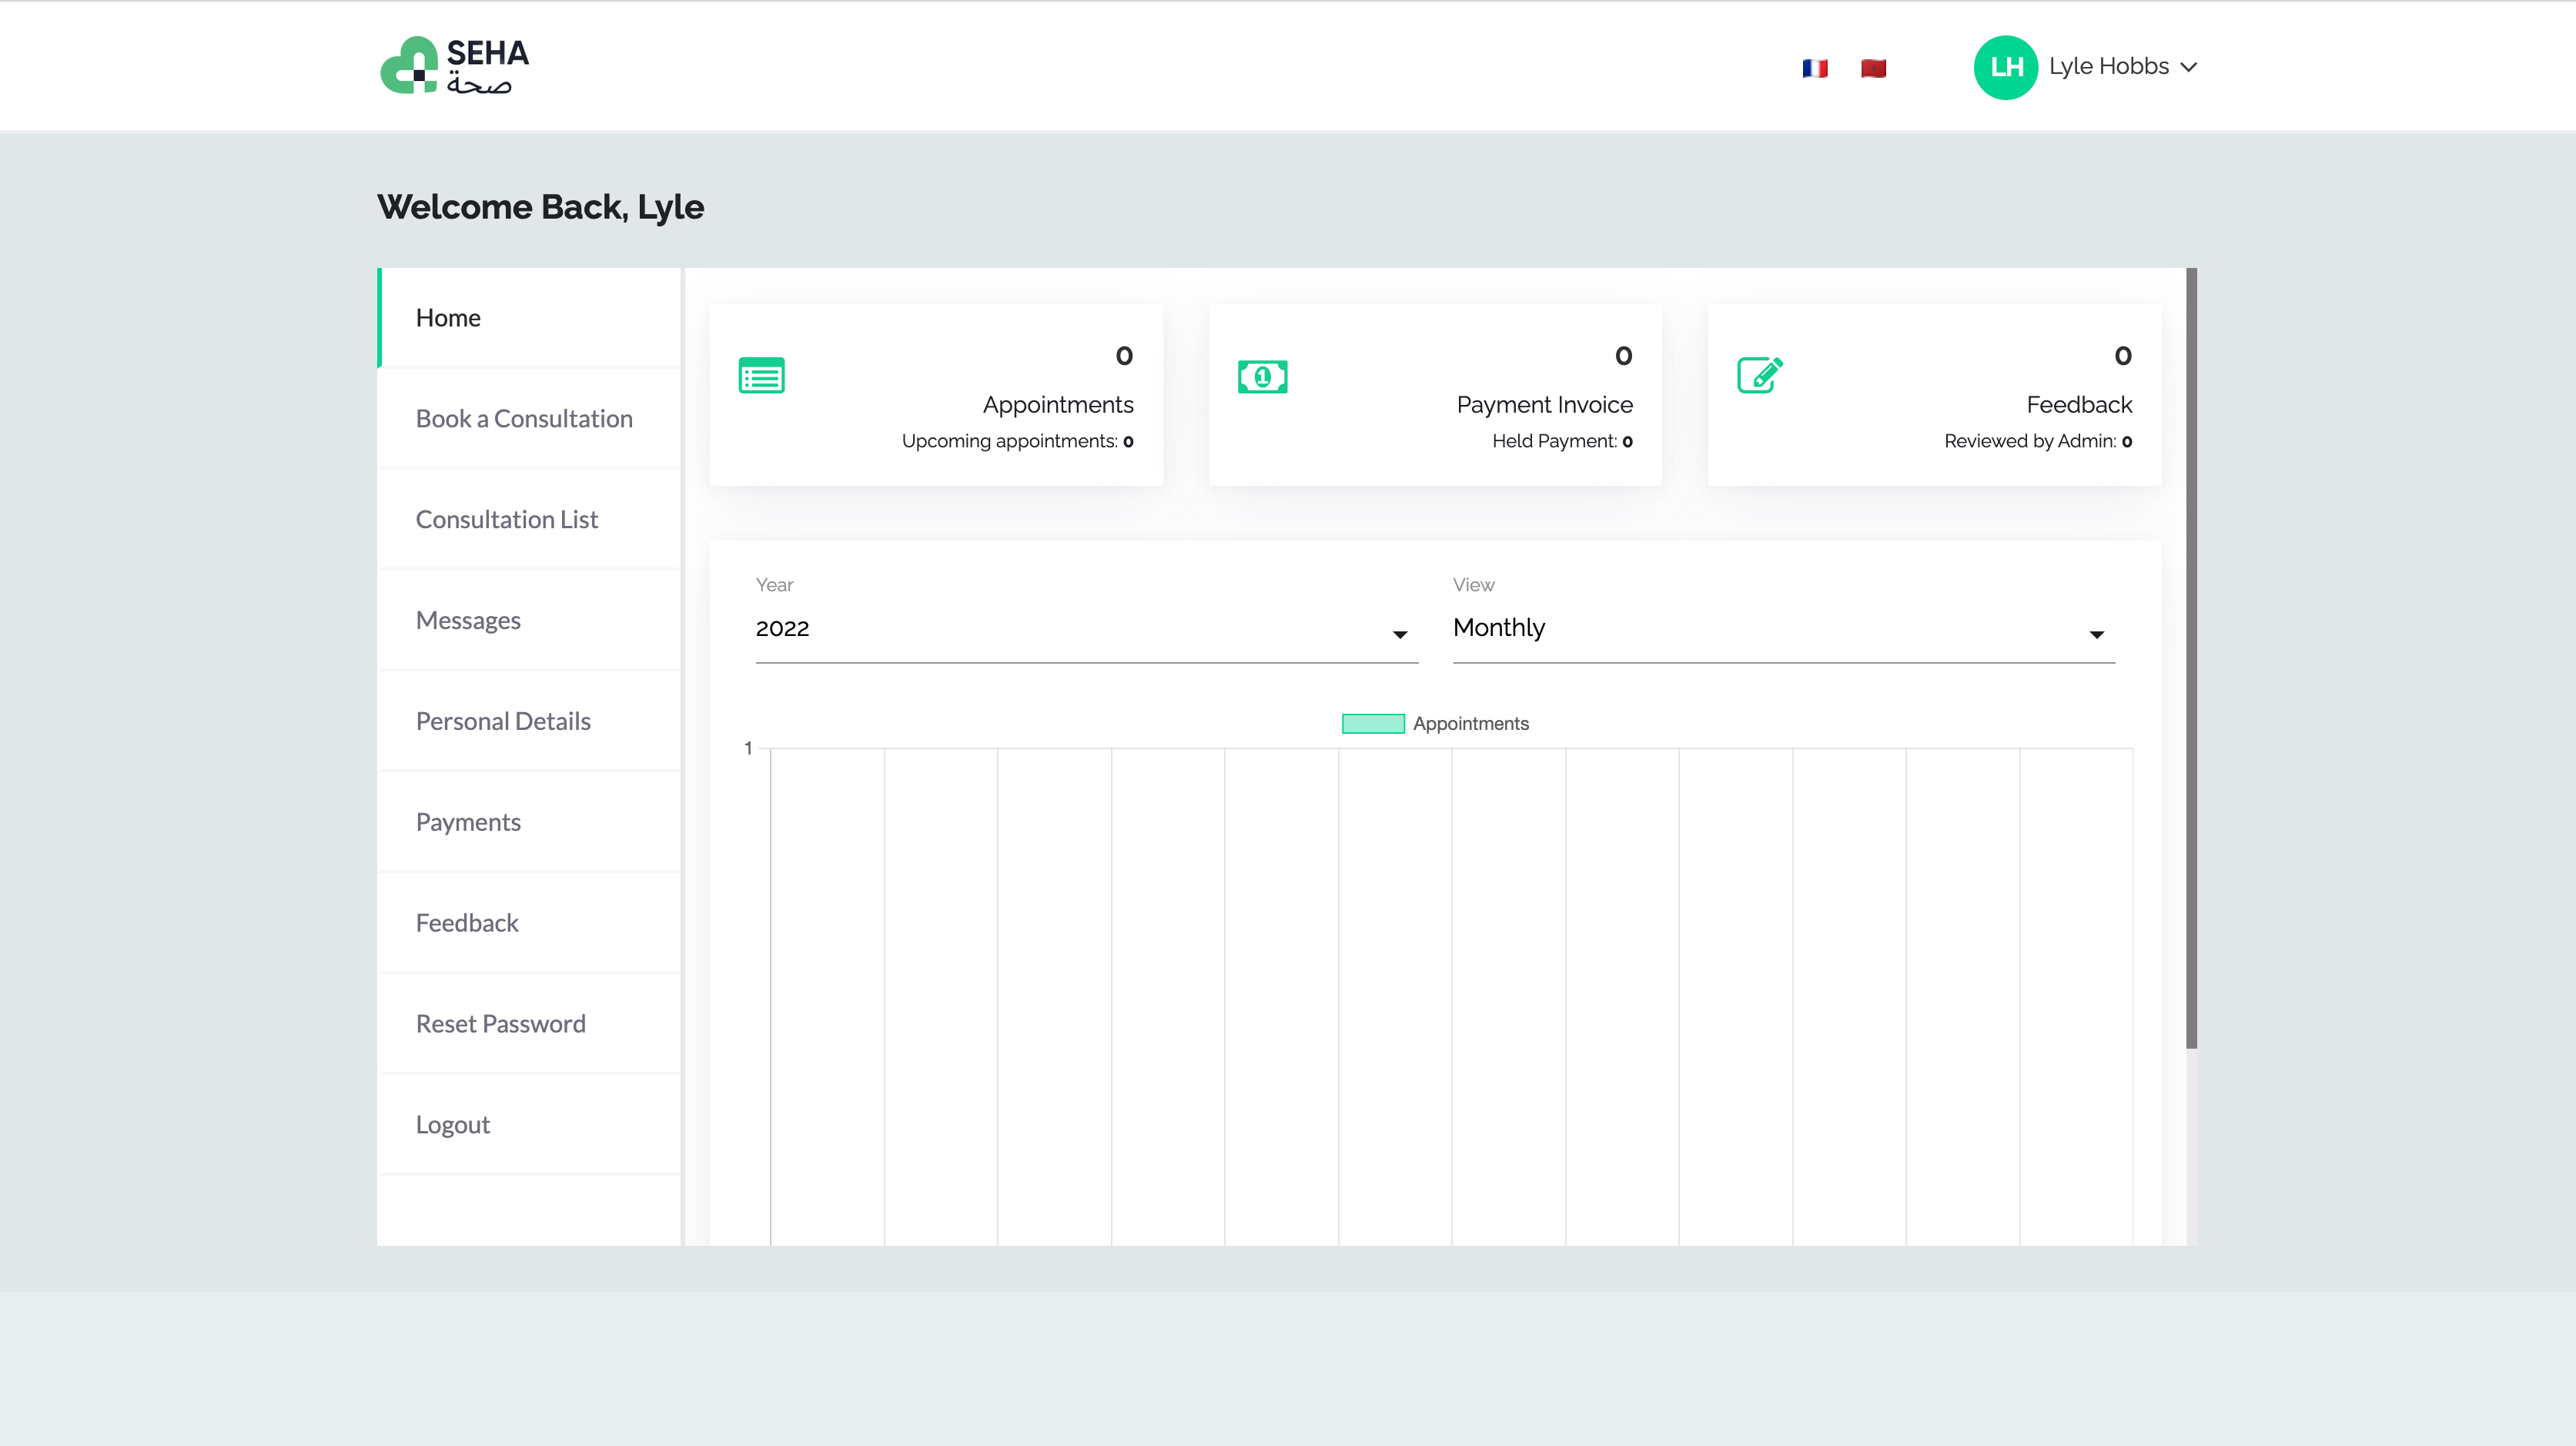 SEHA
صحة
LH Lyle Hobbs
Welcome Back, Lyle
Home
Book a Consultation
Consultation List
Messages
Personal Details
Payments
Feedback
Reset Password
Logout
0
Appointments
Upcoming appointments: 0
1
0
Payment Invoice
Held Payment: 0
0
Feedback
Reviewed by Admin: 0
Year
2022
View
Monthly
Appointments
1